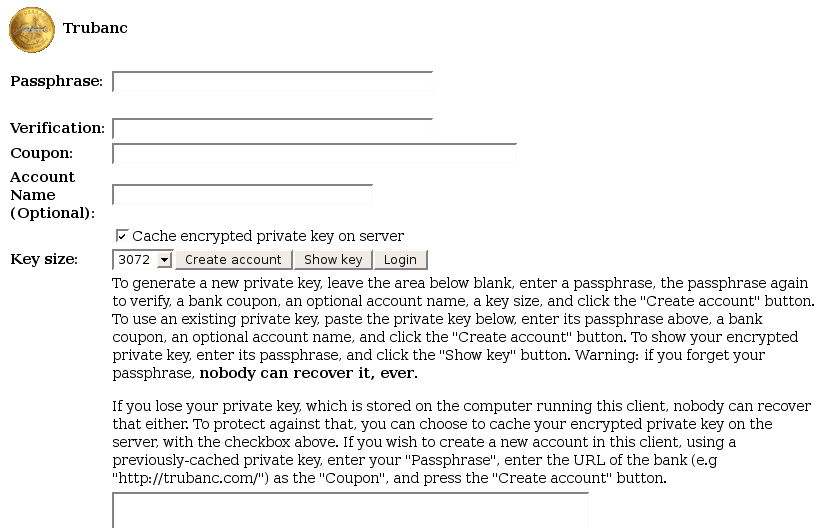 Trubanc
Passphrase:
Verification:
Coupon:
Account
Name
(Optional):
Cache encrypted private key on server
Key size: 3072 Create account Show key Login
To generate a new private key, leave the area below blank, enter a passphrase, the passphrase again
to verify, a bank coupon, an optional account name, a key size, and click the "Create account" button.
To use an existing private key, paste the private key below, enter its passphrase above, a bank
coupon, an optional account name, and click the "Create account" button. To show your encrypted
private key, enter its passphrase, and click the "Show key" button. Warning: if you forget your
passphrase, nobody can recover it, ever.
If you lose your private key, which is stored on the computer running this client, nobody can recover
that either. To protect against that, you can choose to cache your encrypted private key on the
server, with the checkbox above. If you wish to create a new account in this client, using a
previously-cached private key, enter your "Passphrase", enter the URL of the bank (e.g
"http://trubanc.com/") as the "Coupon", and press the "Create account" button.